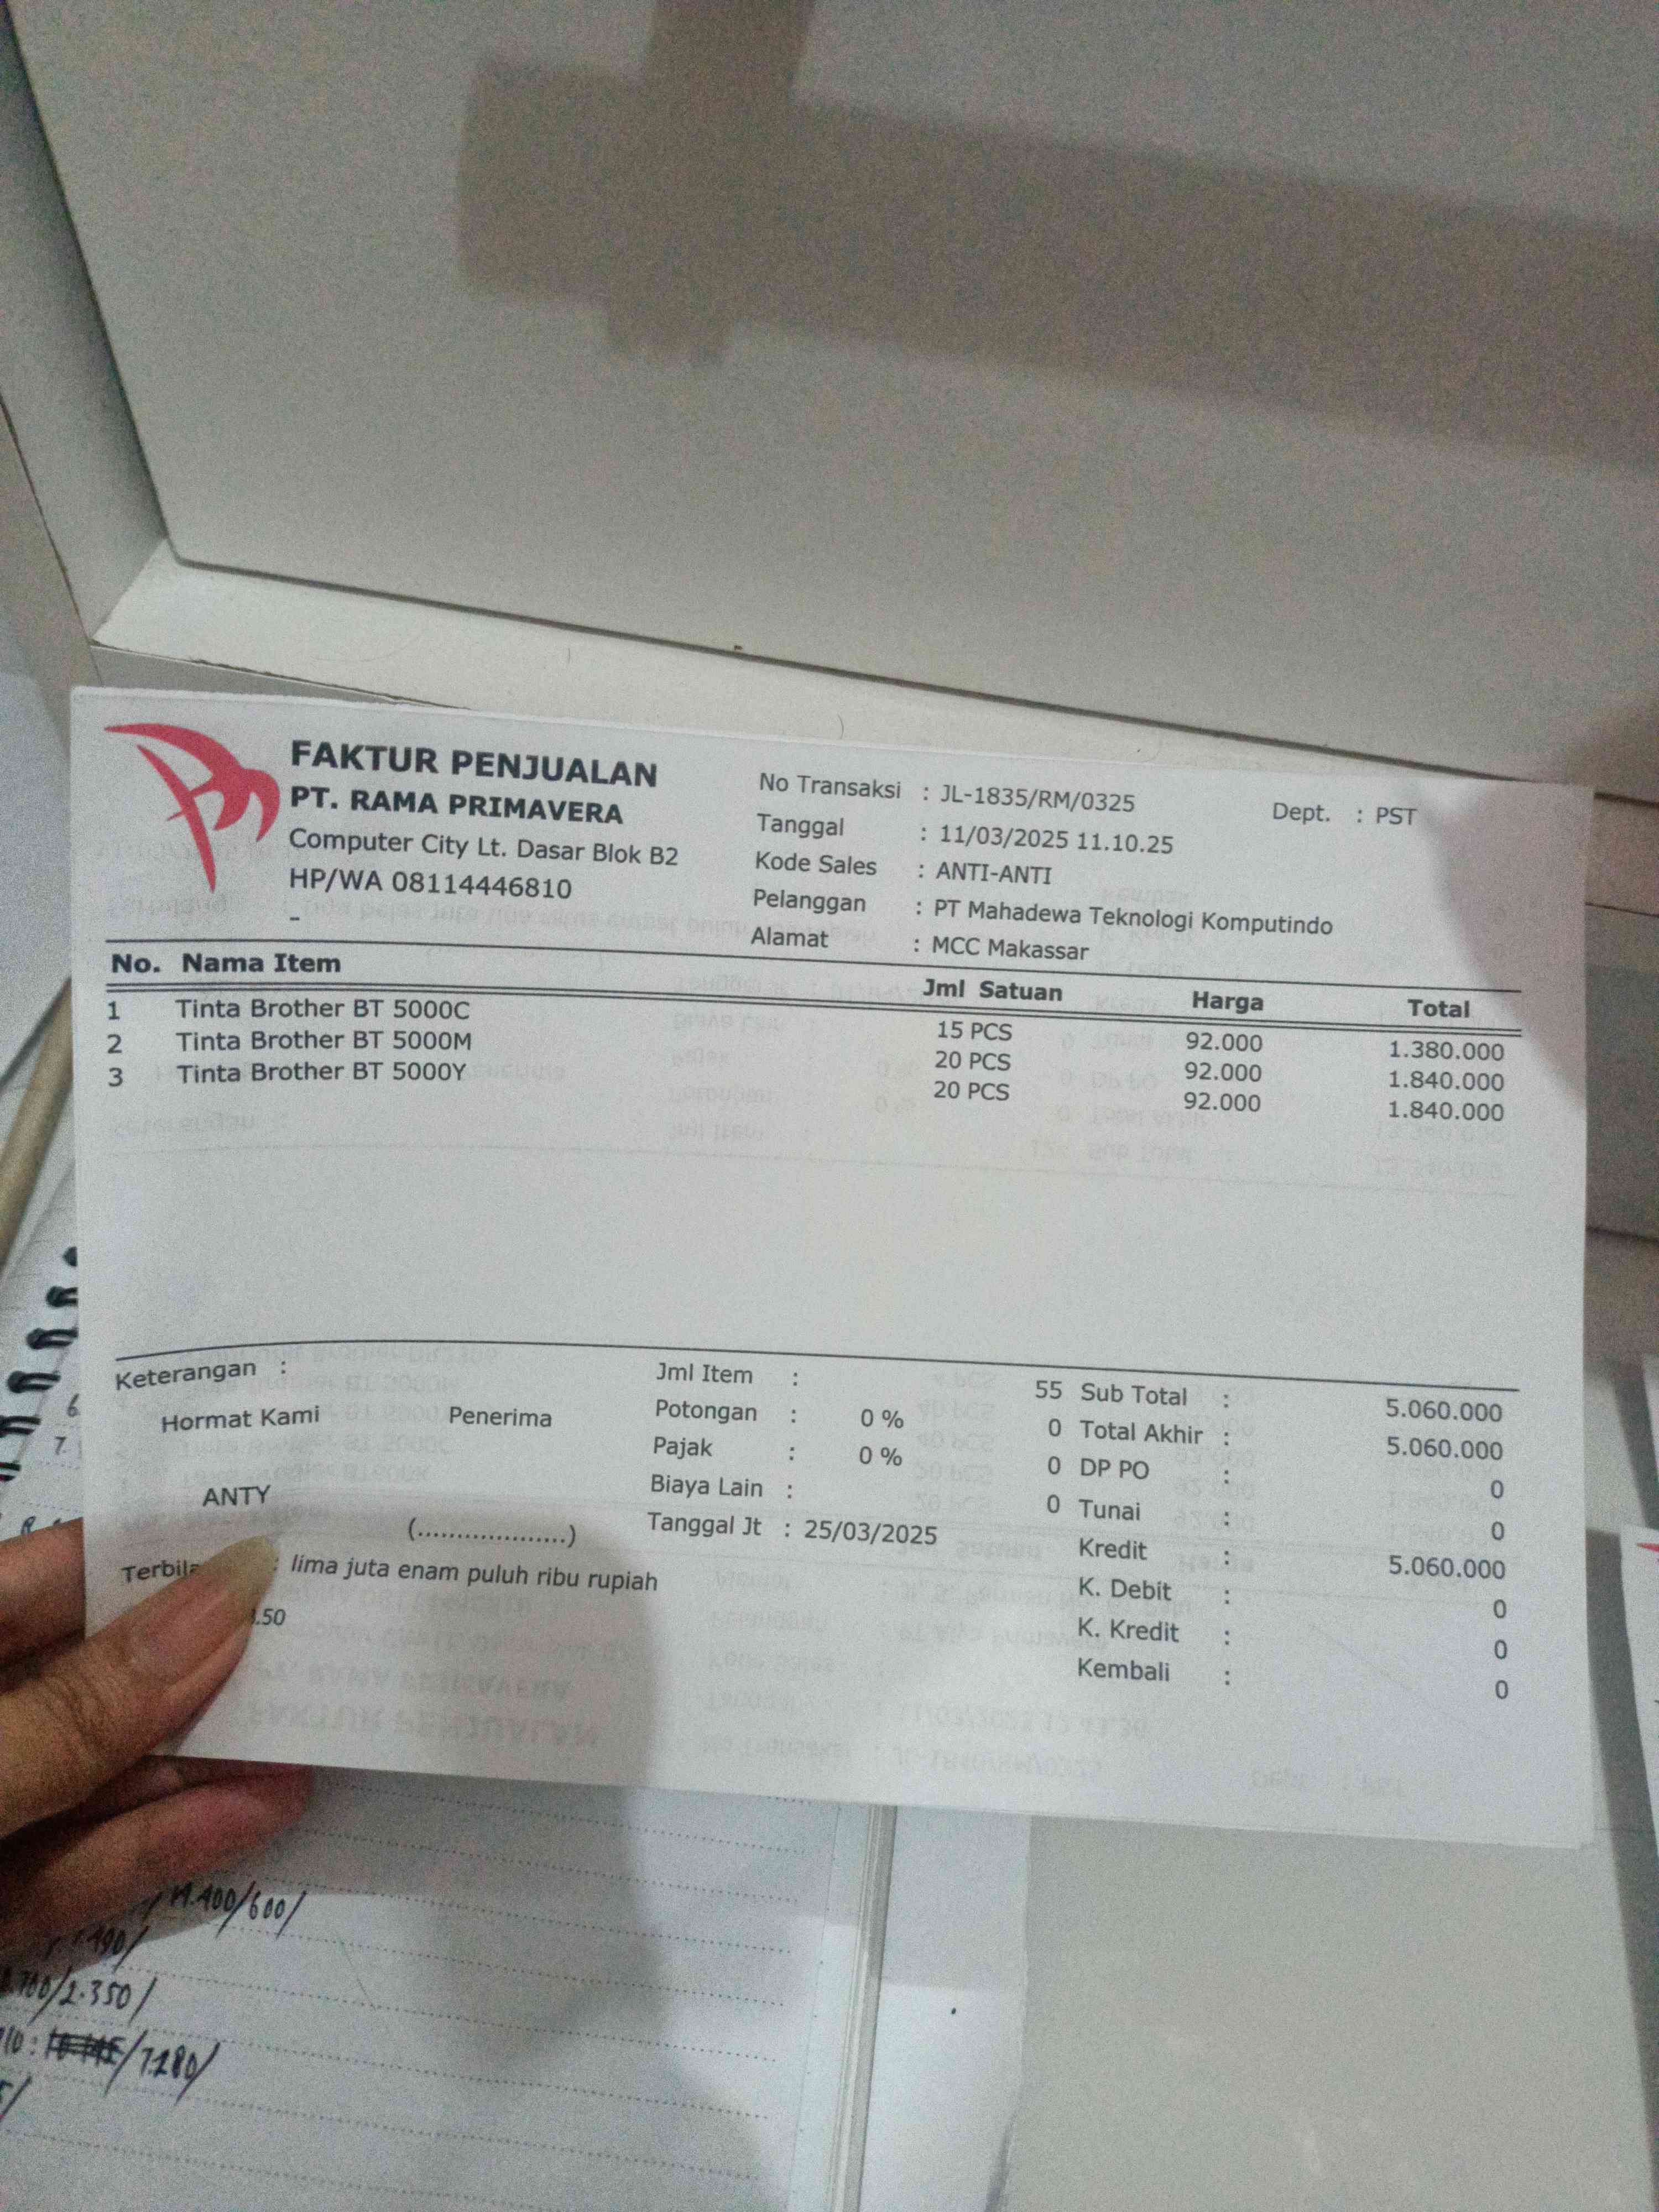 FAKTUR PENJUALAN
PT. RAMA PRIMAVERA
Computer City Lt. Dasar Blok B2
HP/WA 08114446810
-
No Transaksi : JL-1835/RM/0325 Dept. : PST
Tanggal : 11/03/2025 11.10.25
Kode Sales : ANTI-ANTI
Pelanggan : PT Mahadewa Teknologi Komputindo
Alamat : MCC Makassar
No. Nama Item Jml Satuan Harga Total
1 Tinta Brother BT 5000C 15 PCS 92.000 1.380.000
2 Tinta Brother BT 5000M 20 PCS 92.000 1.840.000
3 Tinta Brother BT 5000Y 20 PCS 92.000 1.840.000
Keterangan :
Hormat Kami Penerima
ANTY
(...................)
: lima juta enam puluh ribu rupiah
.50
Jml Item : 55
Potongan : 0 % 0
Pajak : 0 % 0
Biaya Lain : 0
Tanggal Jt : 25/03/2025
Sub Total : 5.060.000
Total Akhir : 5.060.000
DP PO : 0
Tunai : 0
Kredit : 5.060.000
K. Debit : 0
K. Kredit : 0
Kembali : 0
6
7
/2.350/
/7.180/